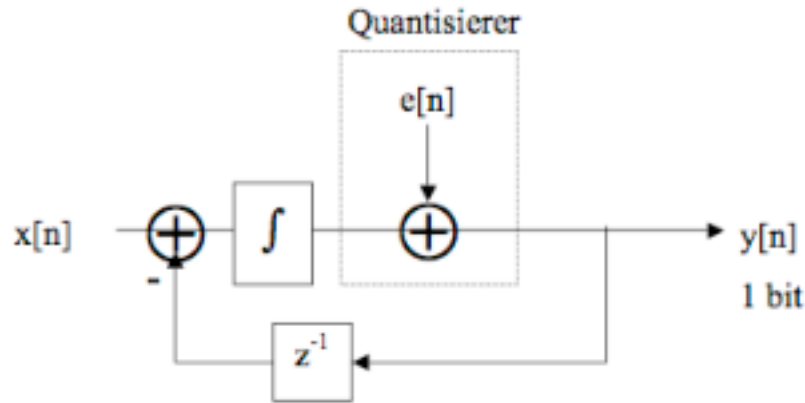 Quantisierer
e[n]
x[n]
∫
y[n]
-
1 bit
z⁻¹